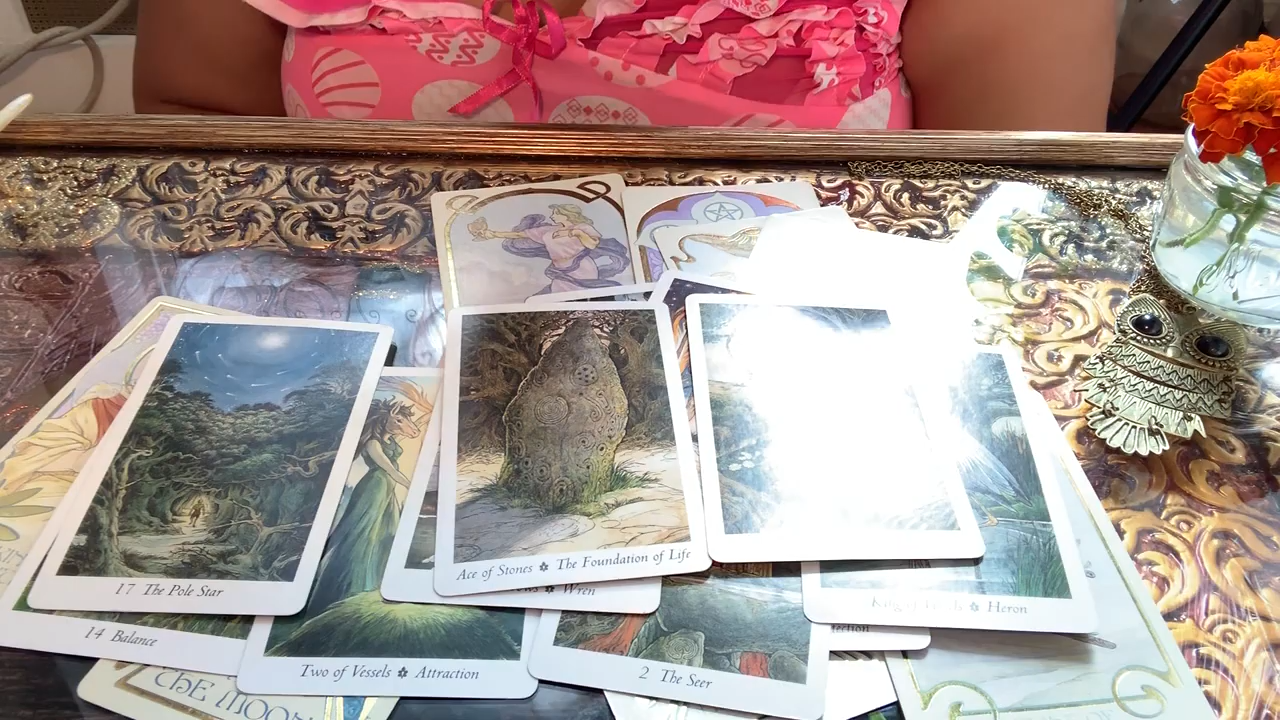 17 The Pole Star
Ace of Stones The Foundation of Life
Wren
Heron
14 Balance
Two of Vessels Attraction
2 The Seer
The Moon